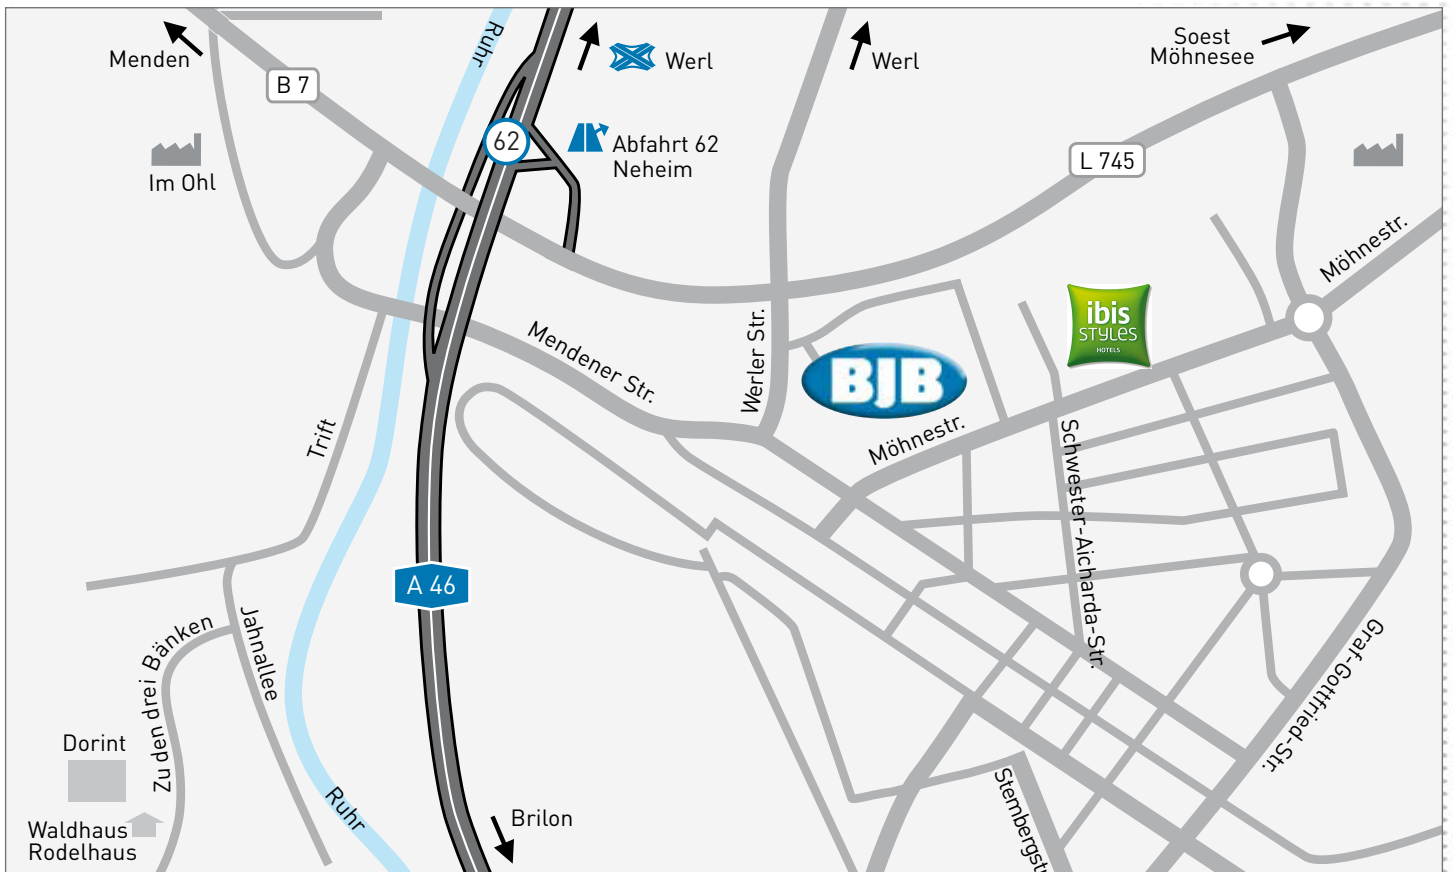 Menden
B 7
Ruhr
Werl
Werl
Soest
Möhnesee
62
Abfahrt 62
Neheim
L 745
Im Ohl
Möhnestr.
ibis
STYLES
HOTELS
Mendener Str.
Werler Str.
BJB
Möhnestr.
Trift
Schwester-Aicharda-Str.
A 46
Zu den drei Bänken
Jahnallee
Graf-Gottfried-Str.
Dorint
Ruhr
Brilon
Waldhaus
Rodelhaus